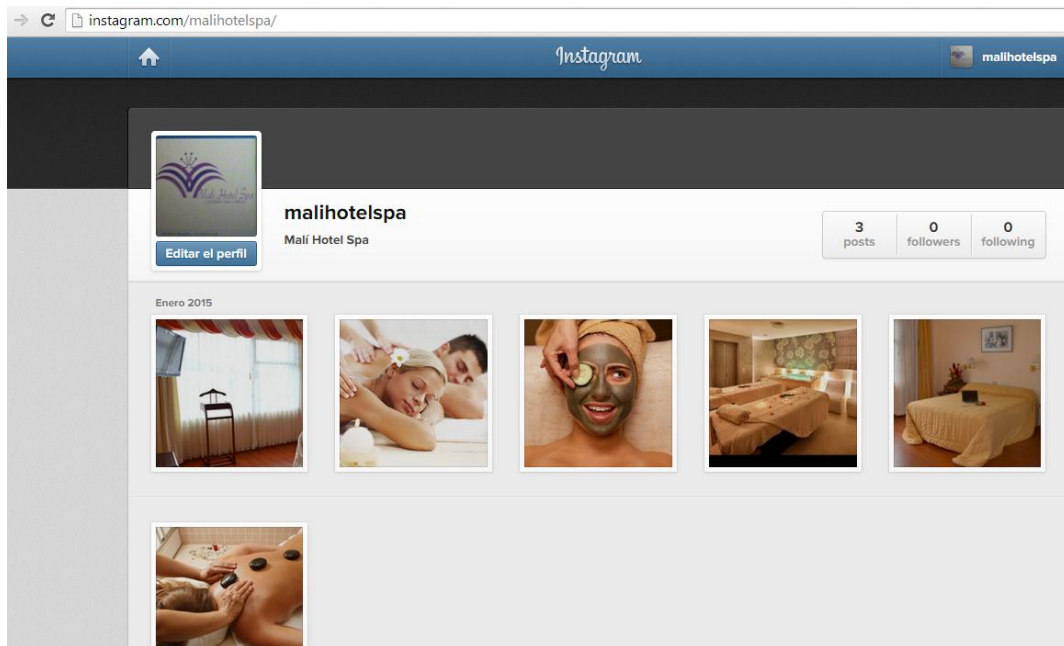 instagram.com/malihotelspa/
Instagram
malihotelspa
Mali Hotel Spa
Editar el perfil
malihotelspa
Malí Hotel Spa
3 posts
0 followers
0 following
Enero 2015